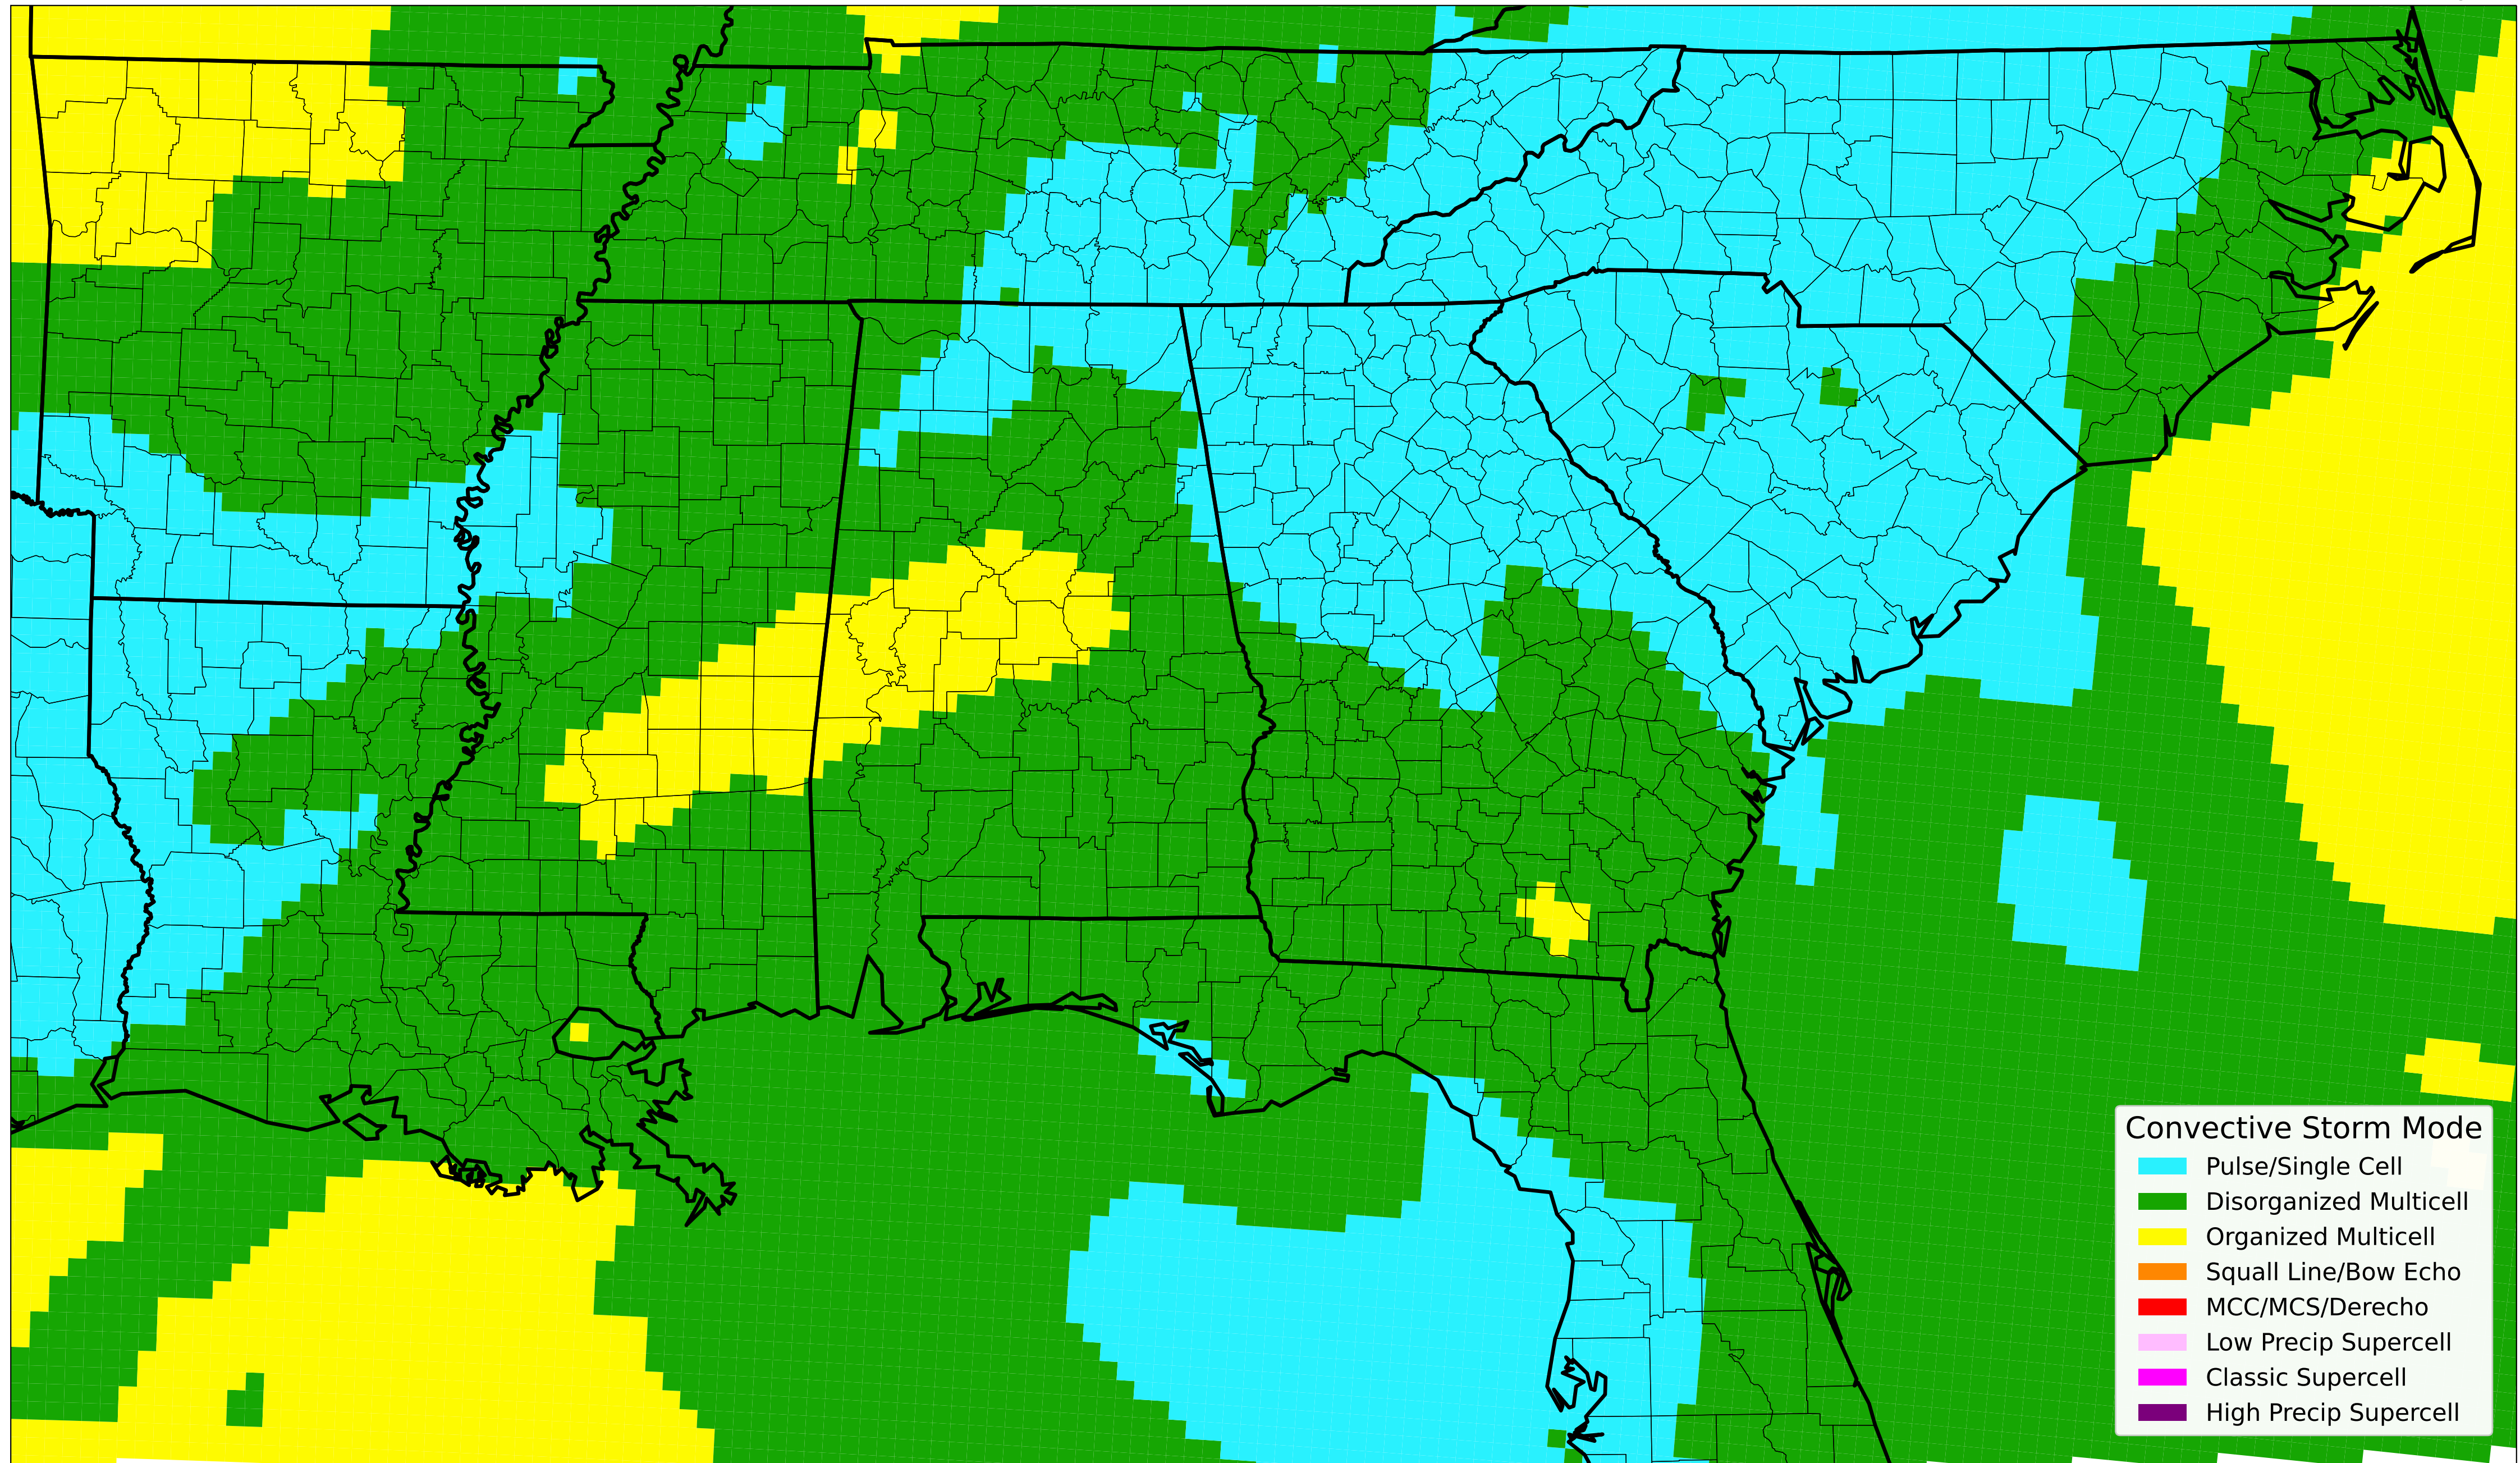 Convective Storm Mode
Pulse/Single Cell
Disorganized Multicell
Organized Multicell
Squall Line/Bow Echo
MCC/MCS/Derecho
Low Precip Supercell
Classic Supercell
High Precip Supercell